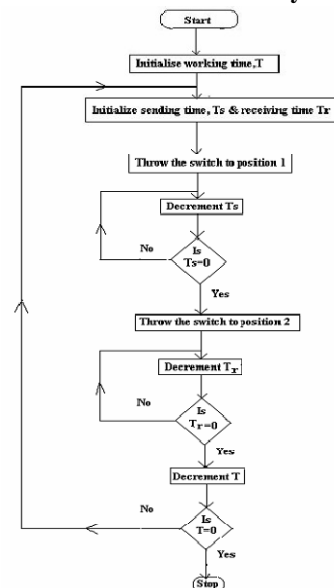 Start
Initialise working time, T
Initialize sending time, Ts & receiving time Tr
Throw the switch to position 1
Decrement Ts
No
Is
Ts=0
Yes
Throw the switch to position 2
Decrement Tr
No
Is
Tr=0
Yes
Decrement T
No
Is
T=0
Yes
Stop